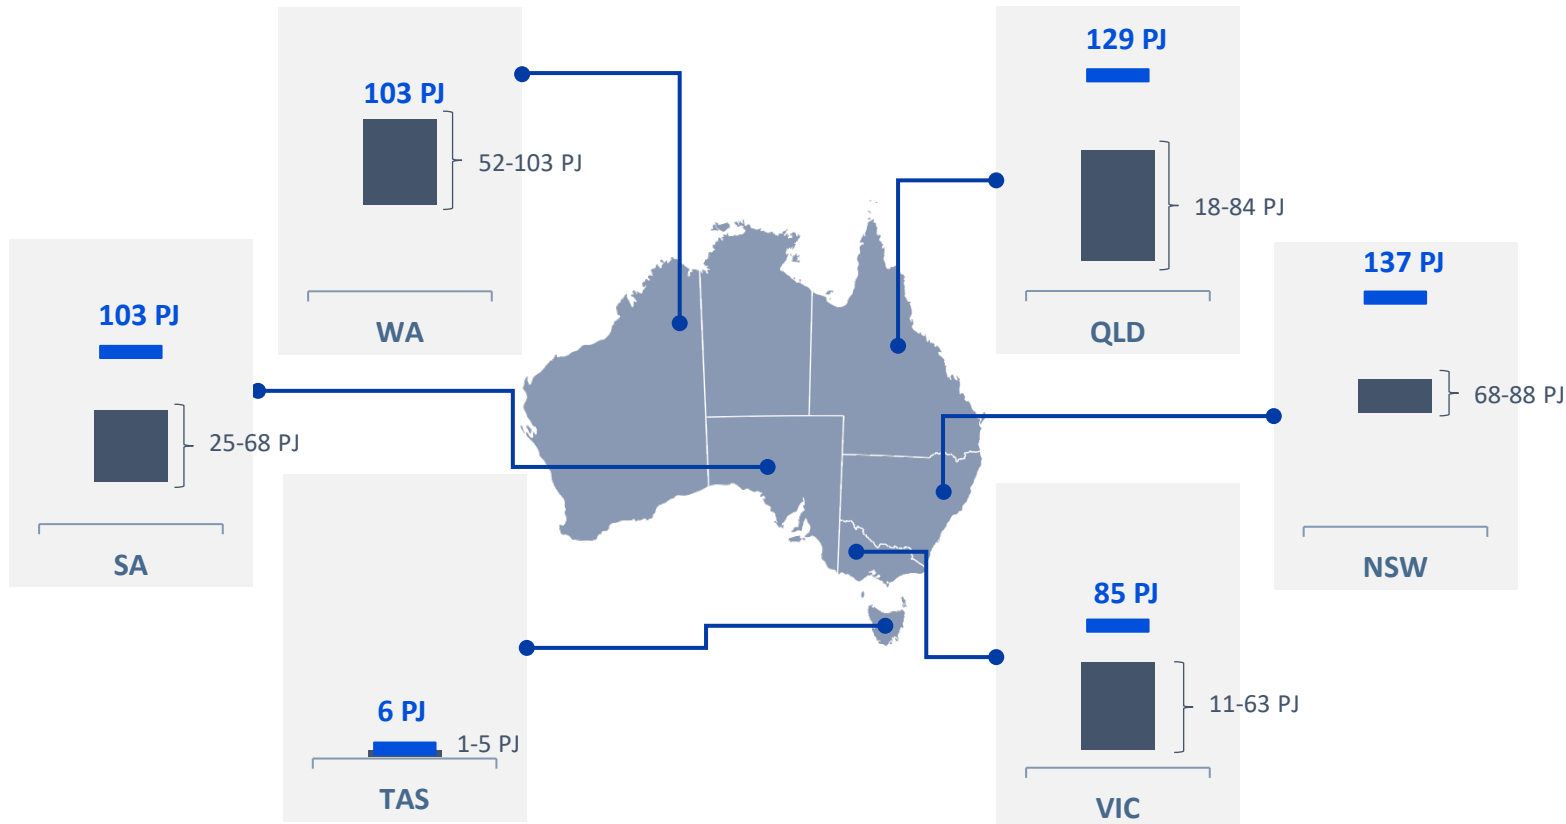 103 PJ
52-103 PJ
WA
129 PJ
18-84 PJ
QLD
103 PJ
25-68 PJ
SA
137 PJ
68-88 PJ
NSW
6 PJ
1-5 PJ
TAS
85 PJ
11-63 PJ
VIC